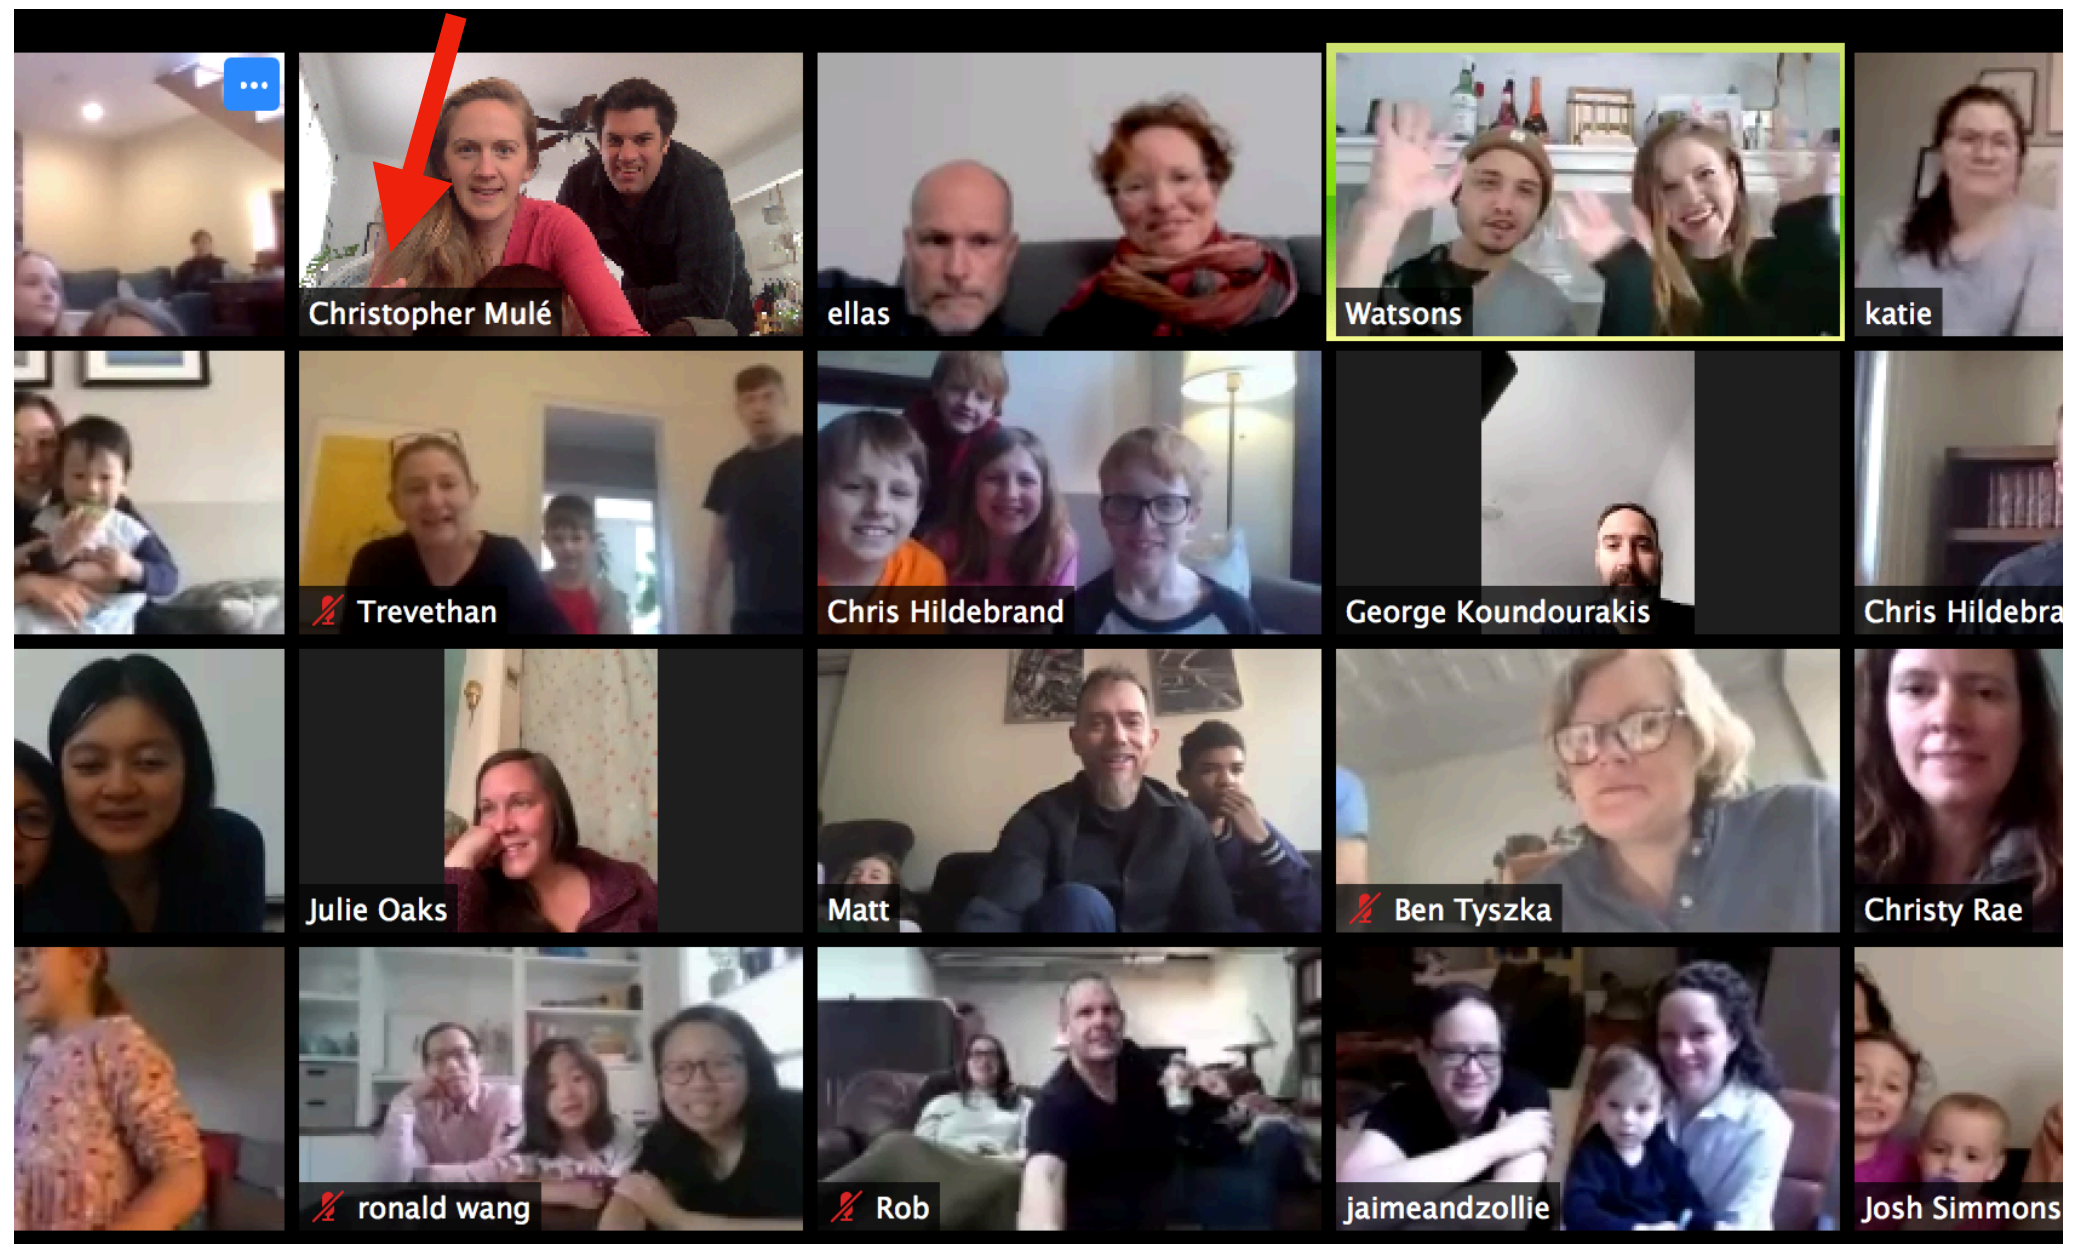 Christopher Mulé
ellas
Watsons
katie
Trevethan
Chris Hildebrand
George Koundourakis
Chris Hildebra
Julie Oaks
Matt
Ben Tyszka
Christy Rae
ronald wang
Rob
jaimeandzollie
Josh Simmons